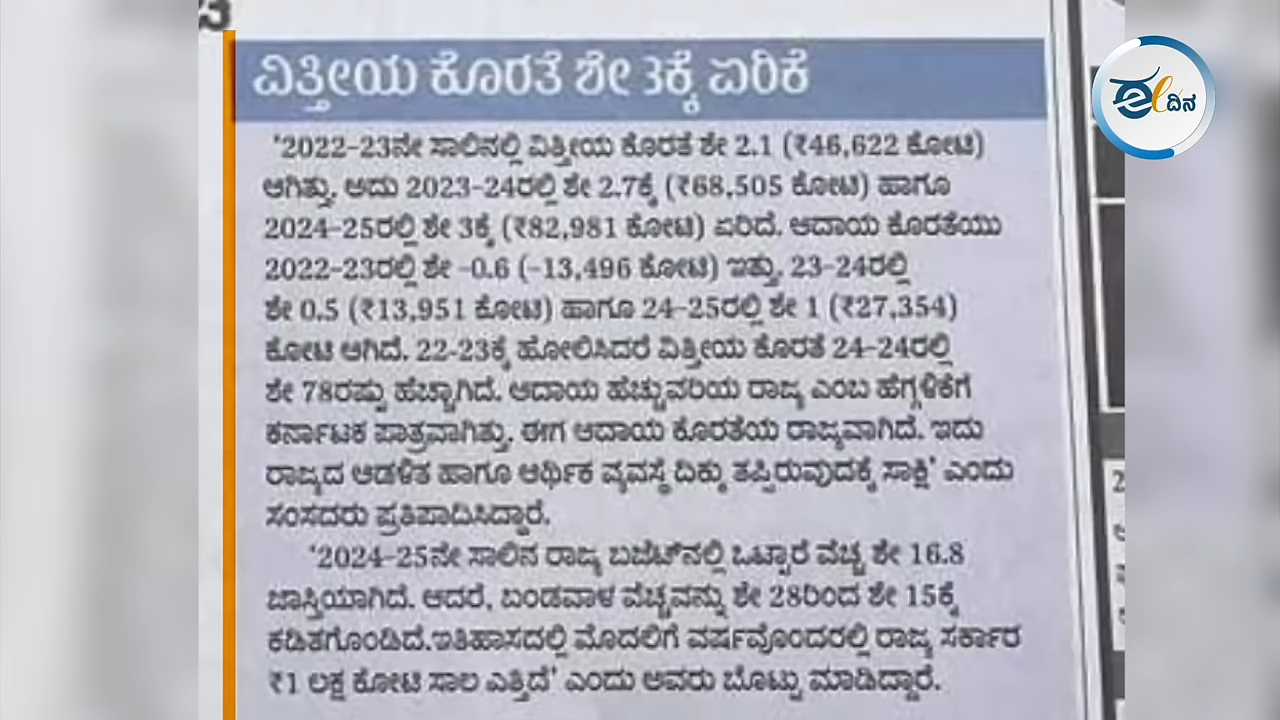 ವಿತ್ತೀಯ ಕೊರತೆ ಶೇ 3ಕ್ಕೆ ಏರಿಕೆ
'2022-23ನೇ ಸಾಲಿನಲ್ಲಿ ವಿತ್ತೀಯ ಕೊರತೆ ಶೇ 2.1 (₹46,622 ಕೋಟಿ)
ಆಗಿತ್ತು. ಅದು 2023-24ರಲ್ಲಿ ಶೇ 2.7ಕ್ಕೆ (₹68,505 ಕೋಟಿ) ಹಾಗೂ
2024-25ರಲ್ಲಿ ಶೇ 3ಕ್ಕೆ (₹82,981 ಕೋಟಿ) ಏರಿದೆ. ಆದಾಯ ಕೊರತೆಯು
2022-23ರಲ್ಲಿ ಶೇ -0.6 (-13,496 ಕೋಟಿ) ಇತ್ತು. 23-24ರಲ್ಲಿ
ಶೇ 0.5 (₹13,951 ಕೋಟಿ) ಹಾಗೂ 24-25ರಲ್ಲಿ ಶೇ 1 (₹27,354)
ಕೋಟಿ ಆಗಿದೆ. 22-23ಕ್ಕೆ ಹೋಲಿಸಿದರೆ ವಿತ್ತೀಯ ಕೊರತೆ 24-24ರಲ್ಲಿ
ಶೇ 78ರಷ್ಟು ಹೆಚ್ಚಾಗಿದೆ. ಆದಾಯ ಹೆಚ್ಚುವರಿಯ ರಾಜ್ಯ ಎಂಬ ಹೆಗ್ಗಳಿಕೆಗೆ
ಕರ್ನಾಟಕ ಪಾತ್ರವಾಗಿತ್ತು. ಈಗ ಆದಾಯ ಕೊರತೆಯ ರಾಜ್ಯವಾಗಿದೆ. ಇದು
ರಾಜ್ಯದ ಆಡಳಿತ ಹಾಗೂ ಆರ್ಥಿಕ ವ್ಯವಸ್ಥೆ ದಿಕ್ಕು ತಪ್ಪಿರುವುದಕ್ಕೆ ಸಾಕ್ಷಿ' ಎಂದು
ಸಂಸದರು ಪ್ರತಿಪಾದಿಸಿದ್ದಾರೆ.
'2024-25ನೇ ಸಾಲಿನ ರಾಜ್ಯ ಬಜೆಟ್‌ನಲ್ಲಿ ಒಟ್ಟಾರೆ ವೆಚ್ಚ ಶೇ 16.8
ಜಾಸ್ತಿಯಾಗಿದೆ. ಆದರೆ, ಬಂಡವಾಳ ವೆಚ್ಚವನ್ನು ಶೇ 28ರಿಂದ ಶೇ 15ಕ್ಕೆ
ಕಡಿತಗೊಂಡಿದೆ.ಇತಿಹಾಸದಲ್ಲಿ ಮೊದಲಿಗೆ ವರ್ಷವೊಂದರಲ್ಲಿ ರಾಜ್ಯ ಸರ್ಕಾರ
₹1 ಲಕ್ಷ ಕೋಟಿ ಸಾಲ ಎತ್ತಿದೆ' ಎಂದು ಅವರು ಬೊಟ್ಟು ಮಾಡಿದ್ದಾರೆ.
ದಿನ